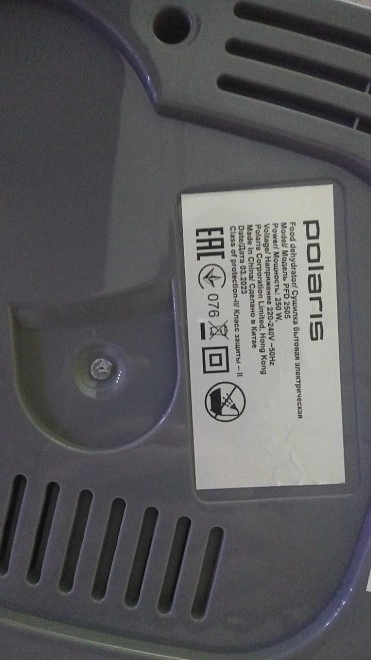 polaris
Food dehydrator/ Сушилка бытовая электрическая
Model/ Модель PFD 2505
Power/ Мощность: 250 W,
Voltage/ Напряжение 220-240V ~50Hz
Polaris Corporation Limited, Hong Kong
Made in China/ Сделано в Китае
Date/Дата 03.2023
Class of protection-II/ Класс защиты – II
EAC
076